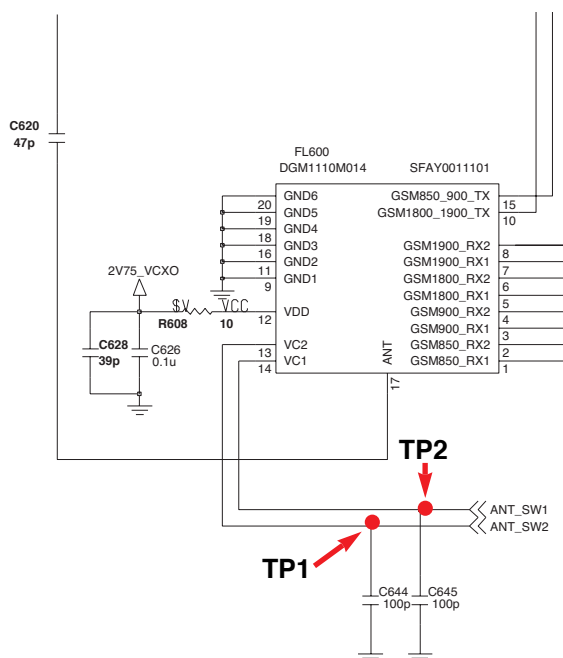 C620
47p
FL600
DGM1110M014 SFAY0011101
GND6 GSM850_900_TX
20 15
GND5 GSM1800_1900_TX
19 10
GND4
18
GND3 GSM1900_RX2
16 8
GND2 GSM1900_RX1
11 7
GND1 GSM1800_RX2
9 6
GSM1800_RX1
2V75_VCXO
$V VCC
VDD GSM900_RX2
R608 10 12 5
GSM900_RX1
4
C628 VC2 GSM850_RX2
39p 13 3
C626 VC1 ANT GSM850_RX1
0.1u 14 2
17 1
TP2
ANT_SW1
ANT_SW2
TP1
C644 C645
100p 100p